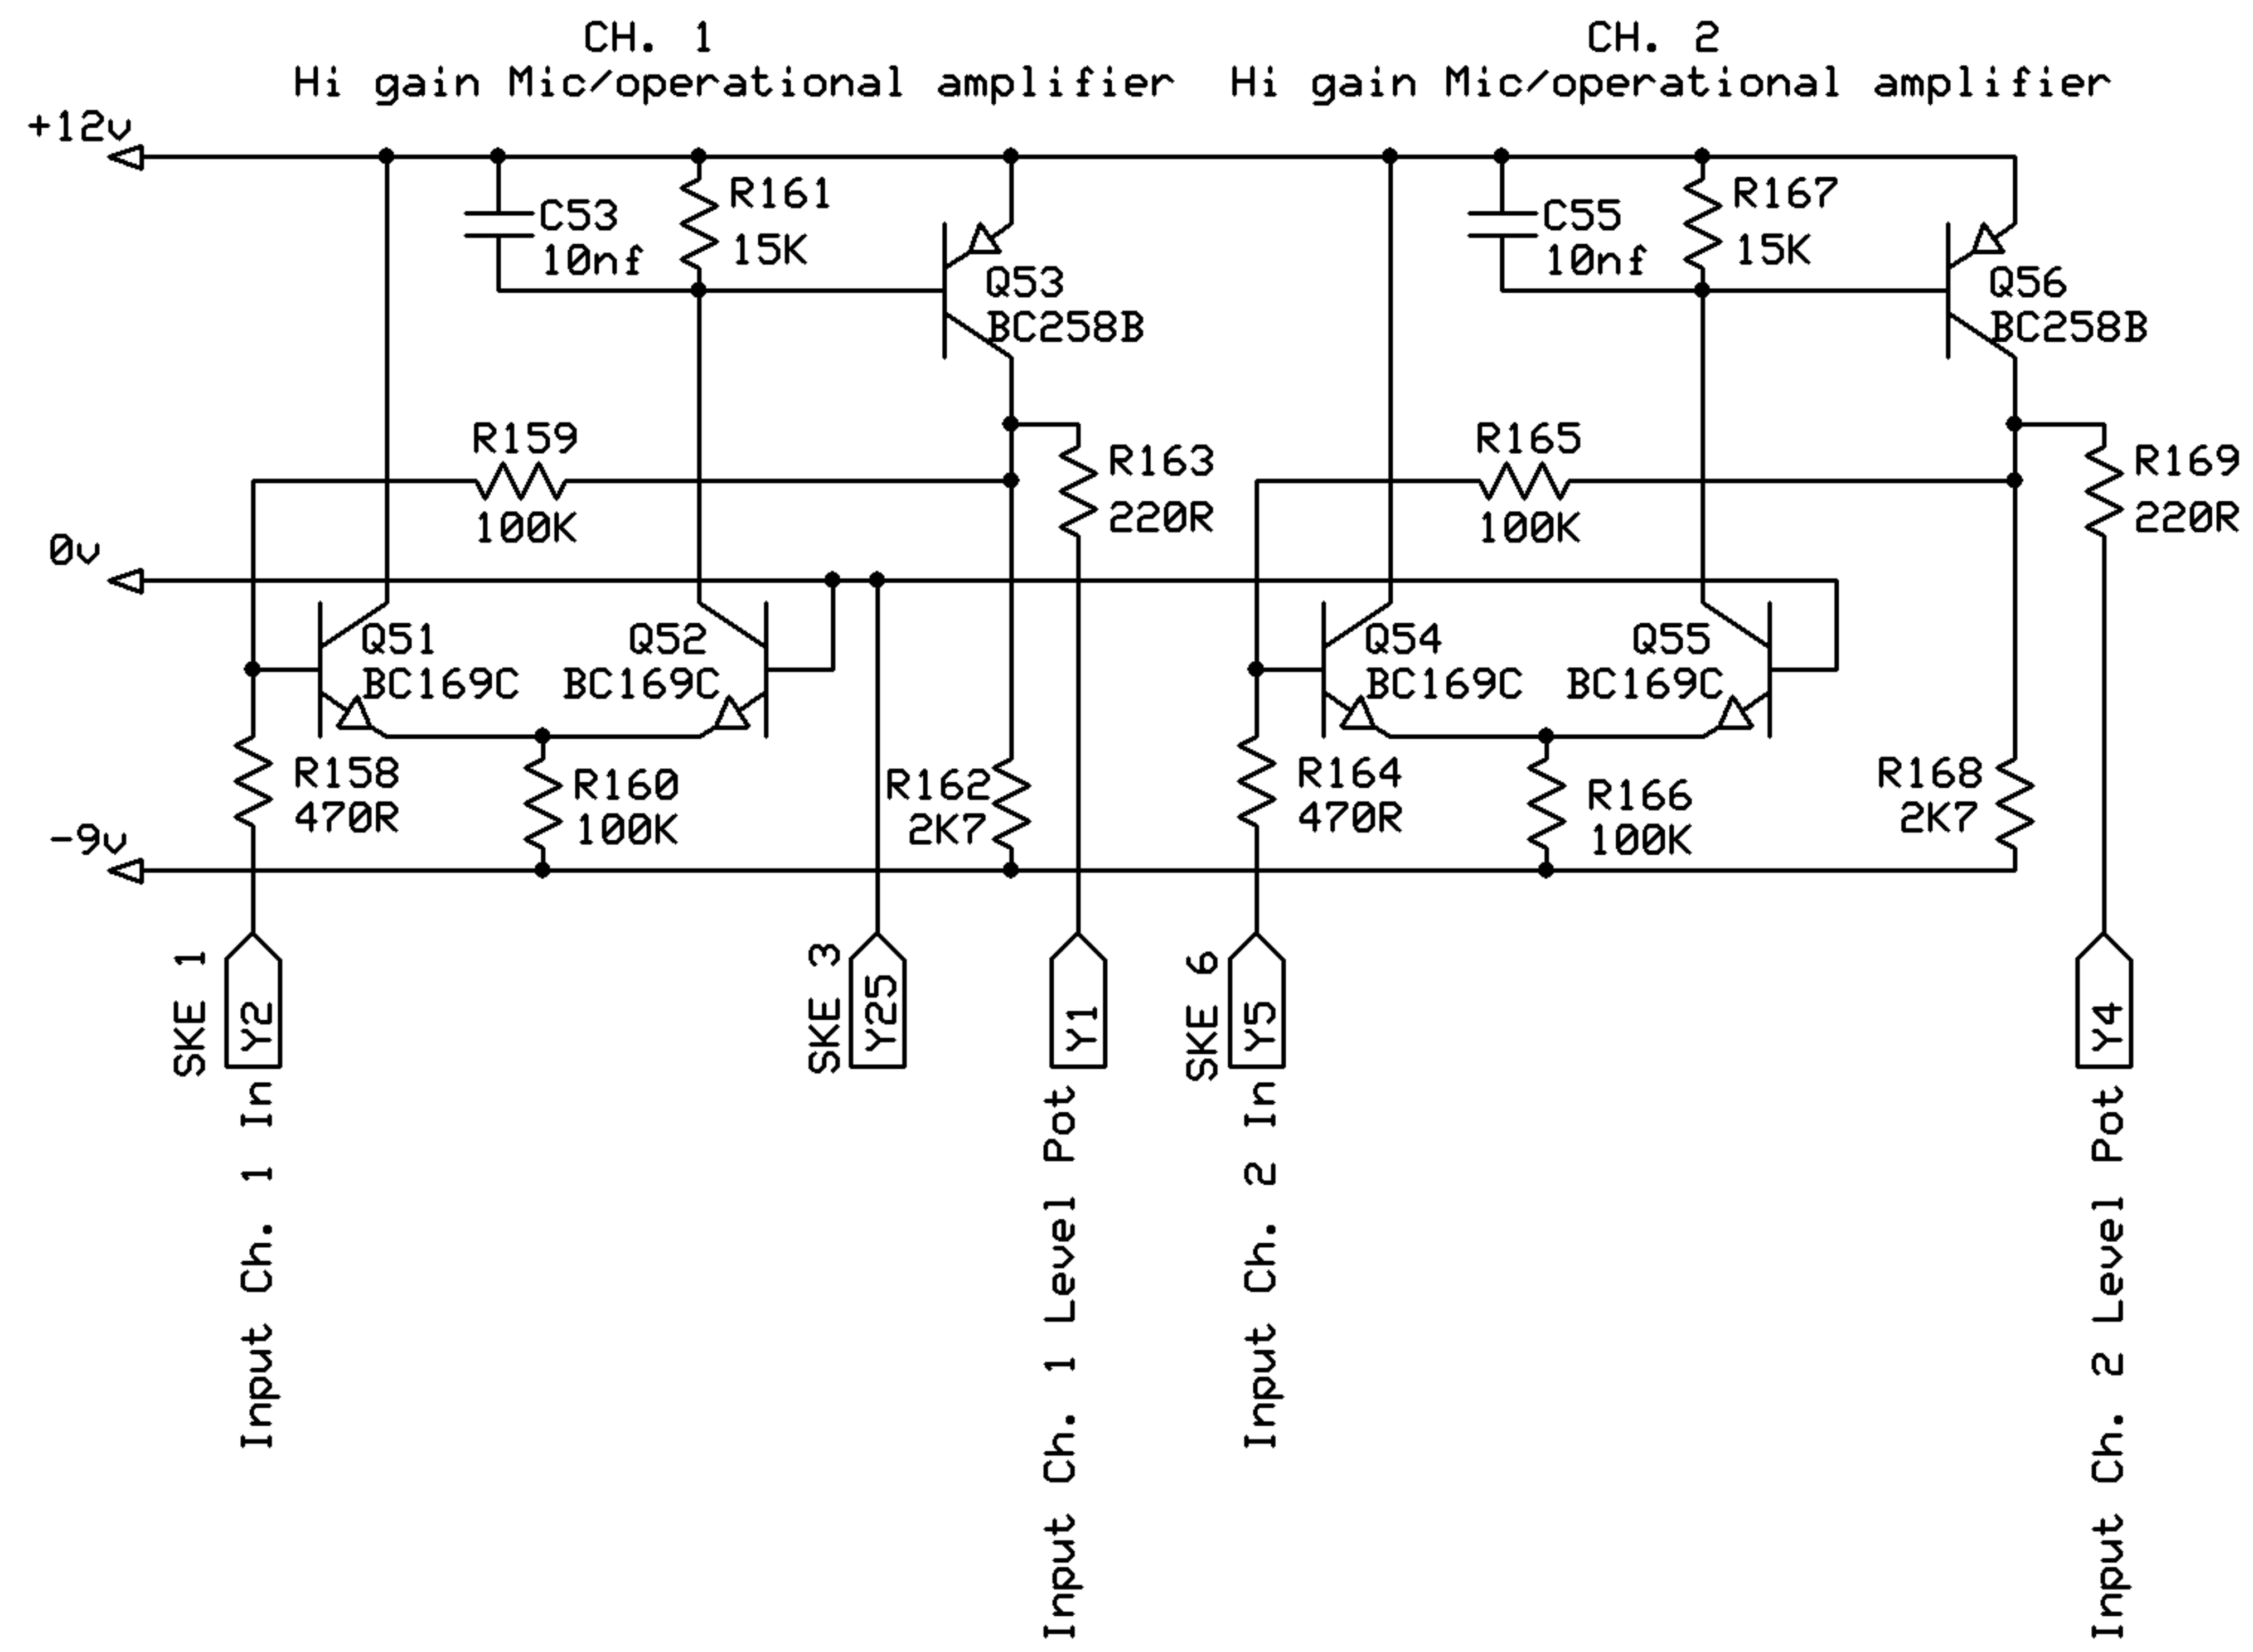 CH. 1
Hi gain Mic/operational amplifier
CH. 2
Hi gain Mic/operational amplifier
+12v
C53
10nf
R161
15K
Q53
BC258B
C55
10nf
R167
15K
Q56
BC258B
R159
100K
R163
220R
R165
100K
R169
220R
0v
Q51
BC169C
Q52
BC169C
Q54
BC169C
Q55
BC169C
R158
470R
R160
100K
R162
2K7
R164
470R
R166
100K
R168
2K7
-9v
SKE 1
Y2
Input Ch. 1 In
SKE 3
Y25
Y1
Input Ch. 1 Level Pot
SKE 6
Y5
Input Ch. 2 In
Y4
Input Ch. 2 Level Pot